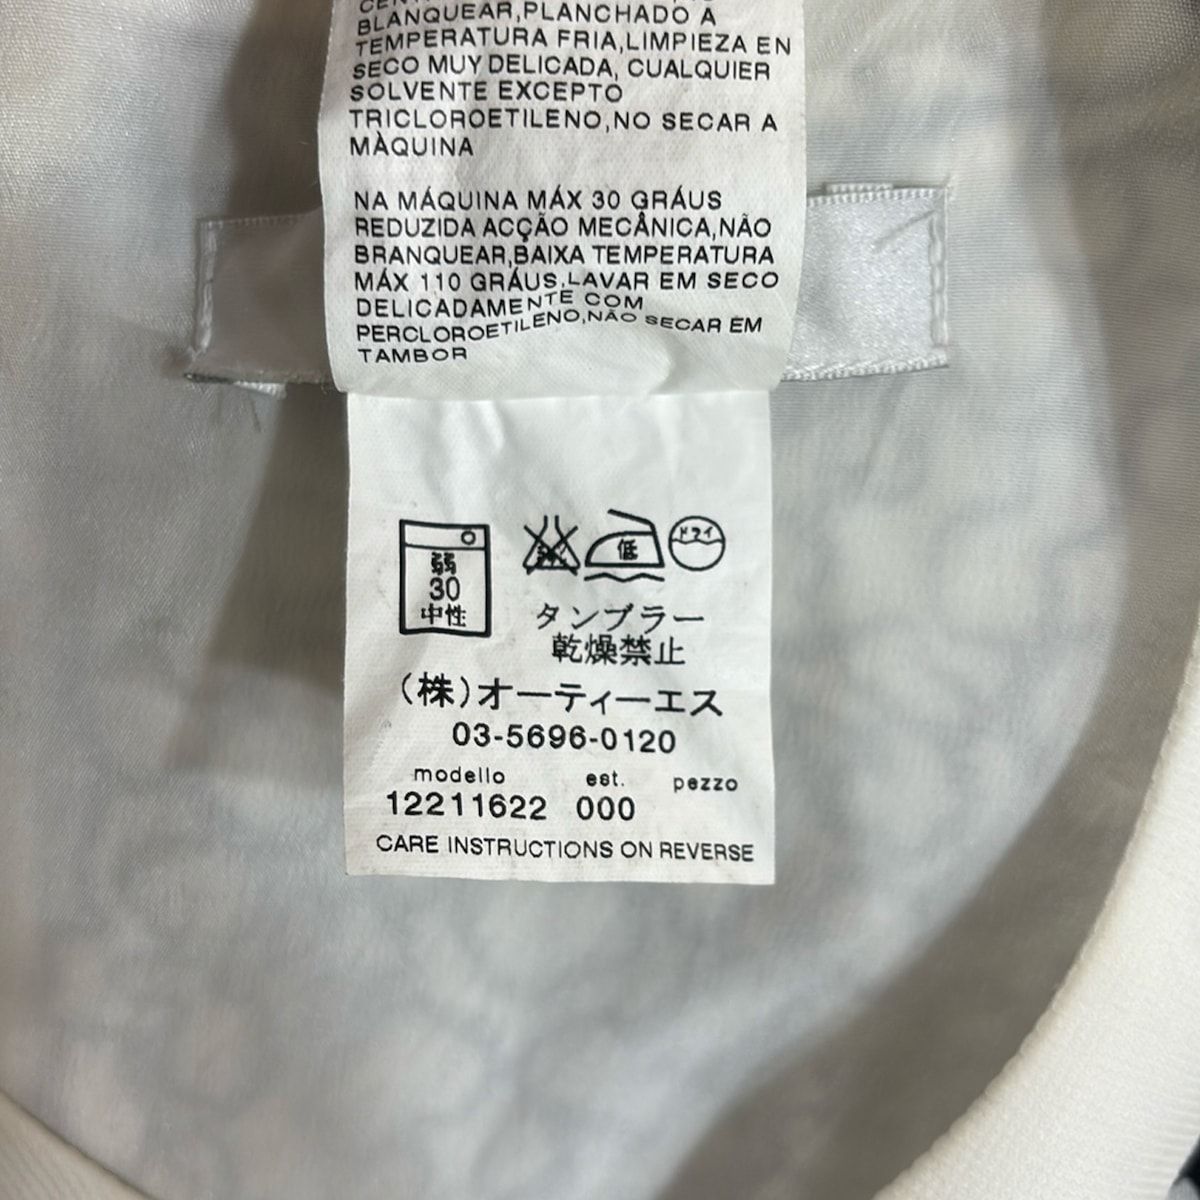 BLANQUEAR,PLANCHADO A
TEMPERATURA FRIA,LIMPIEZA EN
SECO MUY DELICADA, CUALQUIER
SOLVENTE EXCEPTO
TRICLOROETILENO,NO SECAR A
MÀQUINA
NA MÁQUINA MÁX 30 GRÁUS
REDUZIDA ACÇÃO MECÂNICA,NÃO
BRANQUEAR,BAIXA TEMPERATURA
MÁX 110 GRÁUS,LAVAR EM SECO
DELICADAMENTE COM
PERCLOROETILENO,NÃO SECAR EM
TAMBOR
弱
30
中性
低
ドライ
タンブラー
乾燥禁止
(株)オーティーエス
03-5696-0120
modello est. pezzo
12211622 000
CARE INSTRUCTIONS ON REVERSE